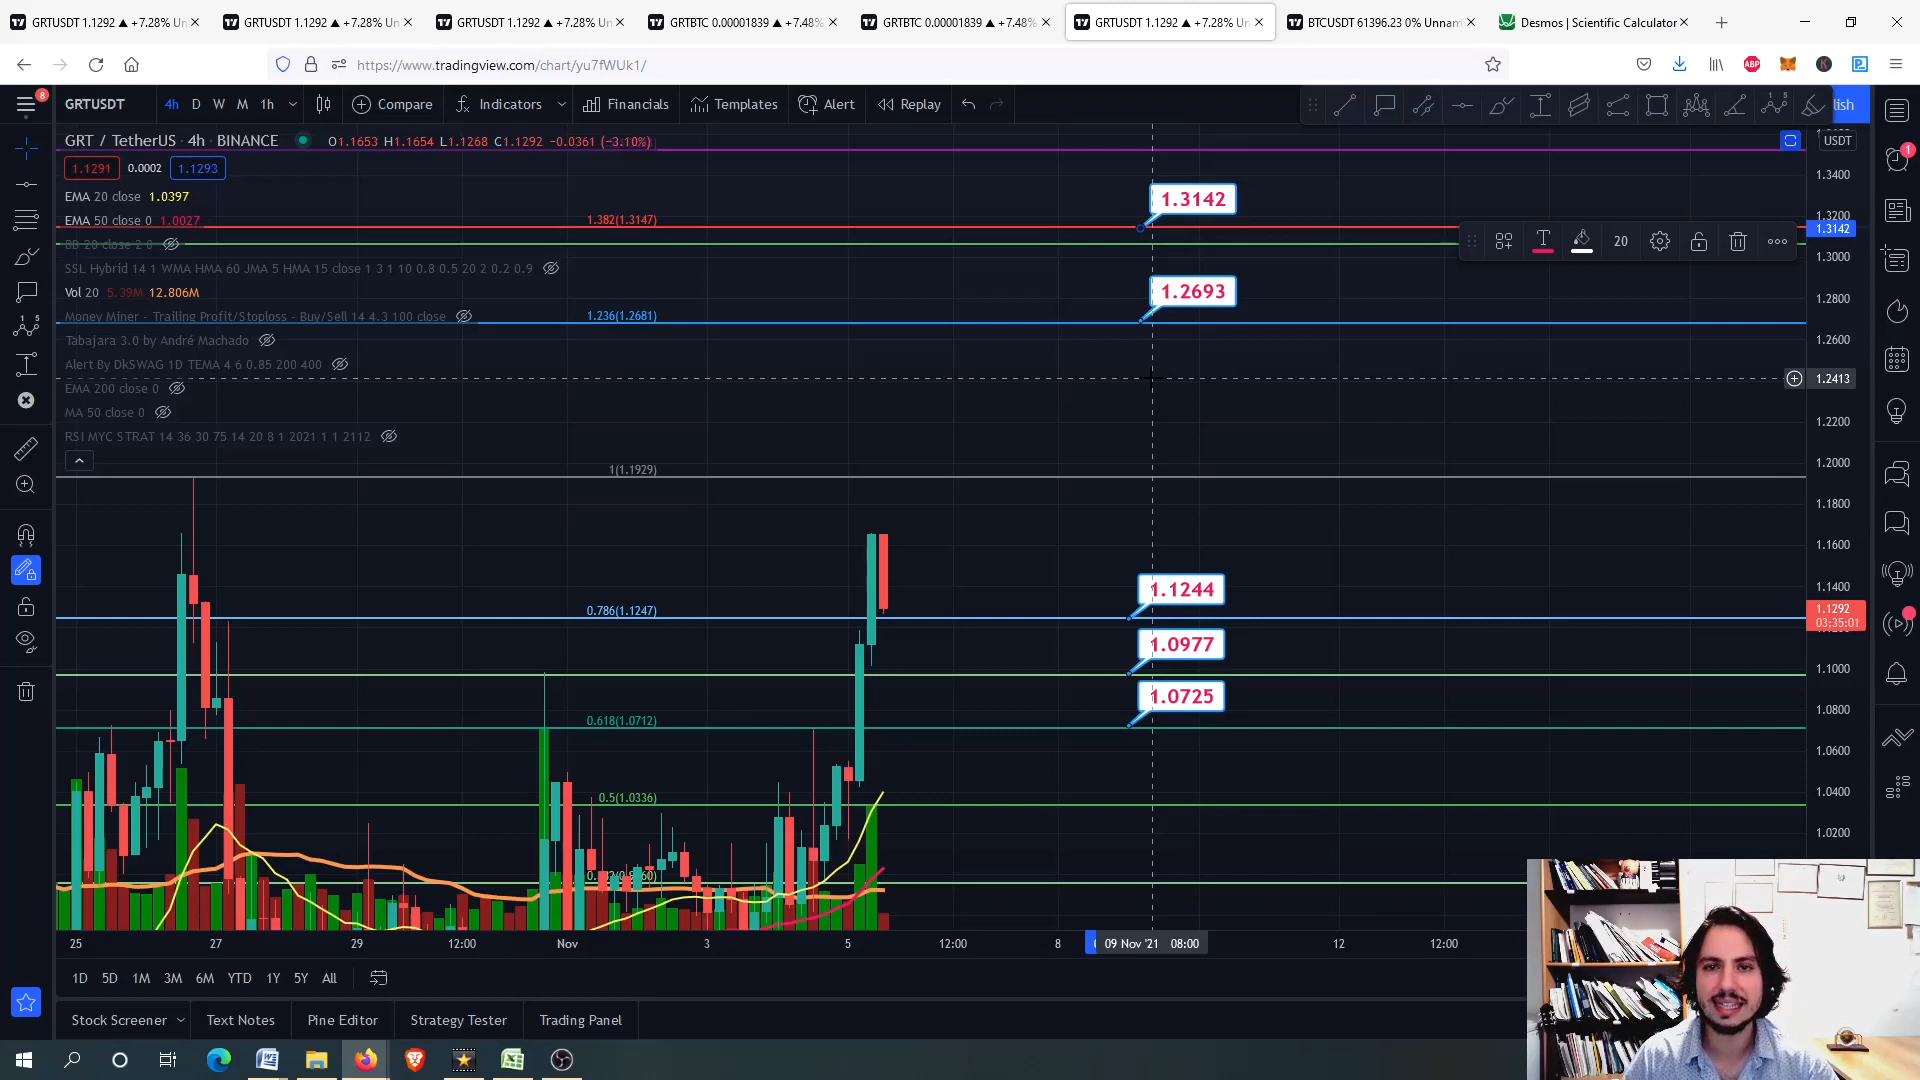 GRTUSDT 1.1292 ▲ +7.28% Un
GRTUSDT 1.1292 ▲ +7.28% Un
GRTUSDT 1.1292 ▲ +7.28% Un
GRTBTC 0.00001839 ▲ +7.48%
GRTBTC 0.00001839 ▲ +7.48%
GRTUSDT 1.1292 ▲ +7.28% Un
BTCUSDT 61396.23 0% Unnam
Desmos | Scientific Calculator
https://www.tradingview.com/chart/yu7fWUk1/
ABP
8
GRTUSDT
4h
D
W
M
1h
Compare
Indicators
Financials
Templates
Alert
Replay
lish
GRT / TetherUS · 4h · BINANCE
O1.1653 H1.1654 L1.1268 C1.1292 −0.0361 (−3.10%)
USDT
1.1291
0.0002
1.1293
EMA 20 close 1.0397
EMA 50 close 0 1.0027
BB 20 close 2 0
SSL Hybrid 14 1 WMA HMA 60 JMA 5 HMA 15 close 1 3 1 10 0.8 0.5 20 2 0.2 0.9
Vol 20 5.39M 12.806M
Money Miner - Trailing Profit/Stoploss - Buy/Sell 14 4.3 100 close
Tabajara 3.0 by André Machado
Alert By DkSWAG 1D TEMA 4 6 0.85 200 400
EMA 200 close 0
MA 50 close 0
RSI MYC STRAT 14 36 30 75 14 20 8 1 2021 1 1 2112
1.382(1.3147)
1.236(1.2681)
1(1.1929)
0.786(1.1247)
0.618(1.0712)
0.5(1.0336)
1.3142
1.2693
1.1244
1.0977
1.0725
20
1
1.3400
1.3200
1.3142
1.3000
1.2800
1.2600
1.2413
1.2200
1.2000
1.1800
1.1600
1.1400
1.1292
03:35:01
1.1000
1.0800
1.0600
1.0400
1.0200
25
27
29
12:00
Nov
3
5
12:00
8
09 Nov '21 08:00
12
12:00
1D
5D
1M
3M
6M
YTD
1Y
5Y
All
Stock Screener
Text Notes
Pine Editor
Strategy Tester
Trading Panel